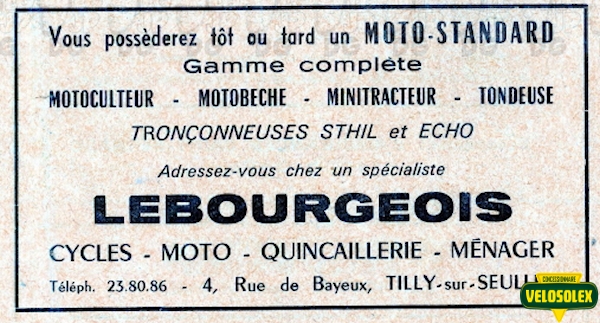 Vous possèderez tôt ou tard un MOTO-STANDARD
Gamme complète
MOTOCULTEUR - MOTOBECHE - MINITRACTEUR - TONDEUSE
TRONÇONNEUSES STHIL et ECHO
Adressez-vous chez un spécialiste
LEBOURGEOIS
CYCLES - MOTO - QUINCAILLERIE - MÉNAGER
Téléph. 23.80.86 - 4, Rue de Bayeux, TILLY-sur-SEULL
CONCESSIONNAIRE
VELOSOLEX